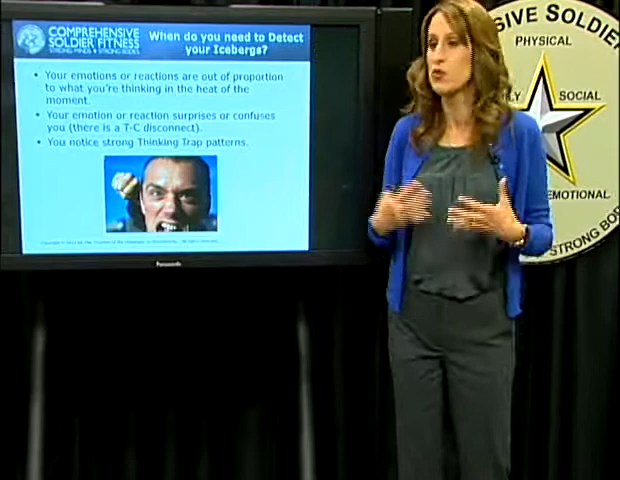 COMPREHENSIVE
SOLDIER FITNESS
STRONG MINDS ★ STRONG BODIES
When do you need to Detect
your Icebergs?
• Your emotions or reactions are out of proportion
to what you're thinking in the heat of the
moment.
• Your emotion or reaction surprises or confuses
you (there is a T-C disconnect).
• You notice strong Thinking Trap patterns.
Panasonic
SIVE SOLDIER
PHYSICAL
LY
SOCIAL
EMOTIONAL
STRONG BO